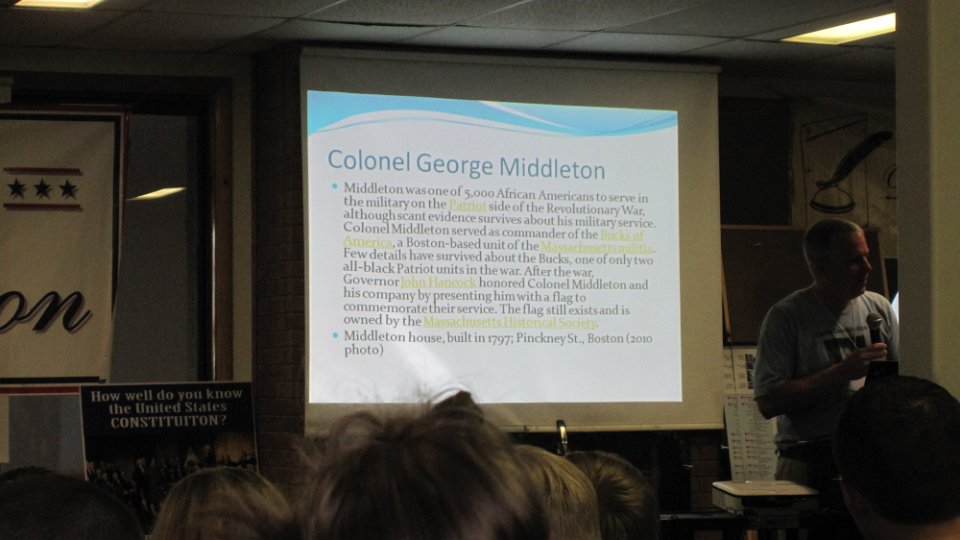 Colonel George Middleton
Middleton was one of 5,000 African Americans to serve in
the military on the Patriot side of the Revolutionary War,
although scant evidence survives about his military service.
Colonel Middleton served as commander of the Bucks of
America, a Boston-based unit of the Massachusetts militia.
Few details have survived about the Bucks, one of only two
all-black Patriot units in the war. After the war,
Governor John Hancock honored Colonel Middleton and
his company by presenting him with a flag to
commemorate their service. The flag still exists and is
owned by the Massachusetts Historical Society.
Middleton house, built in 1797; Pinckney St., Boston (2010
photo)
on
How well do you know
the United States
CONSTITUITON?